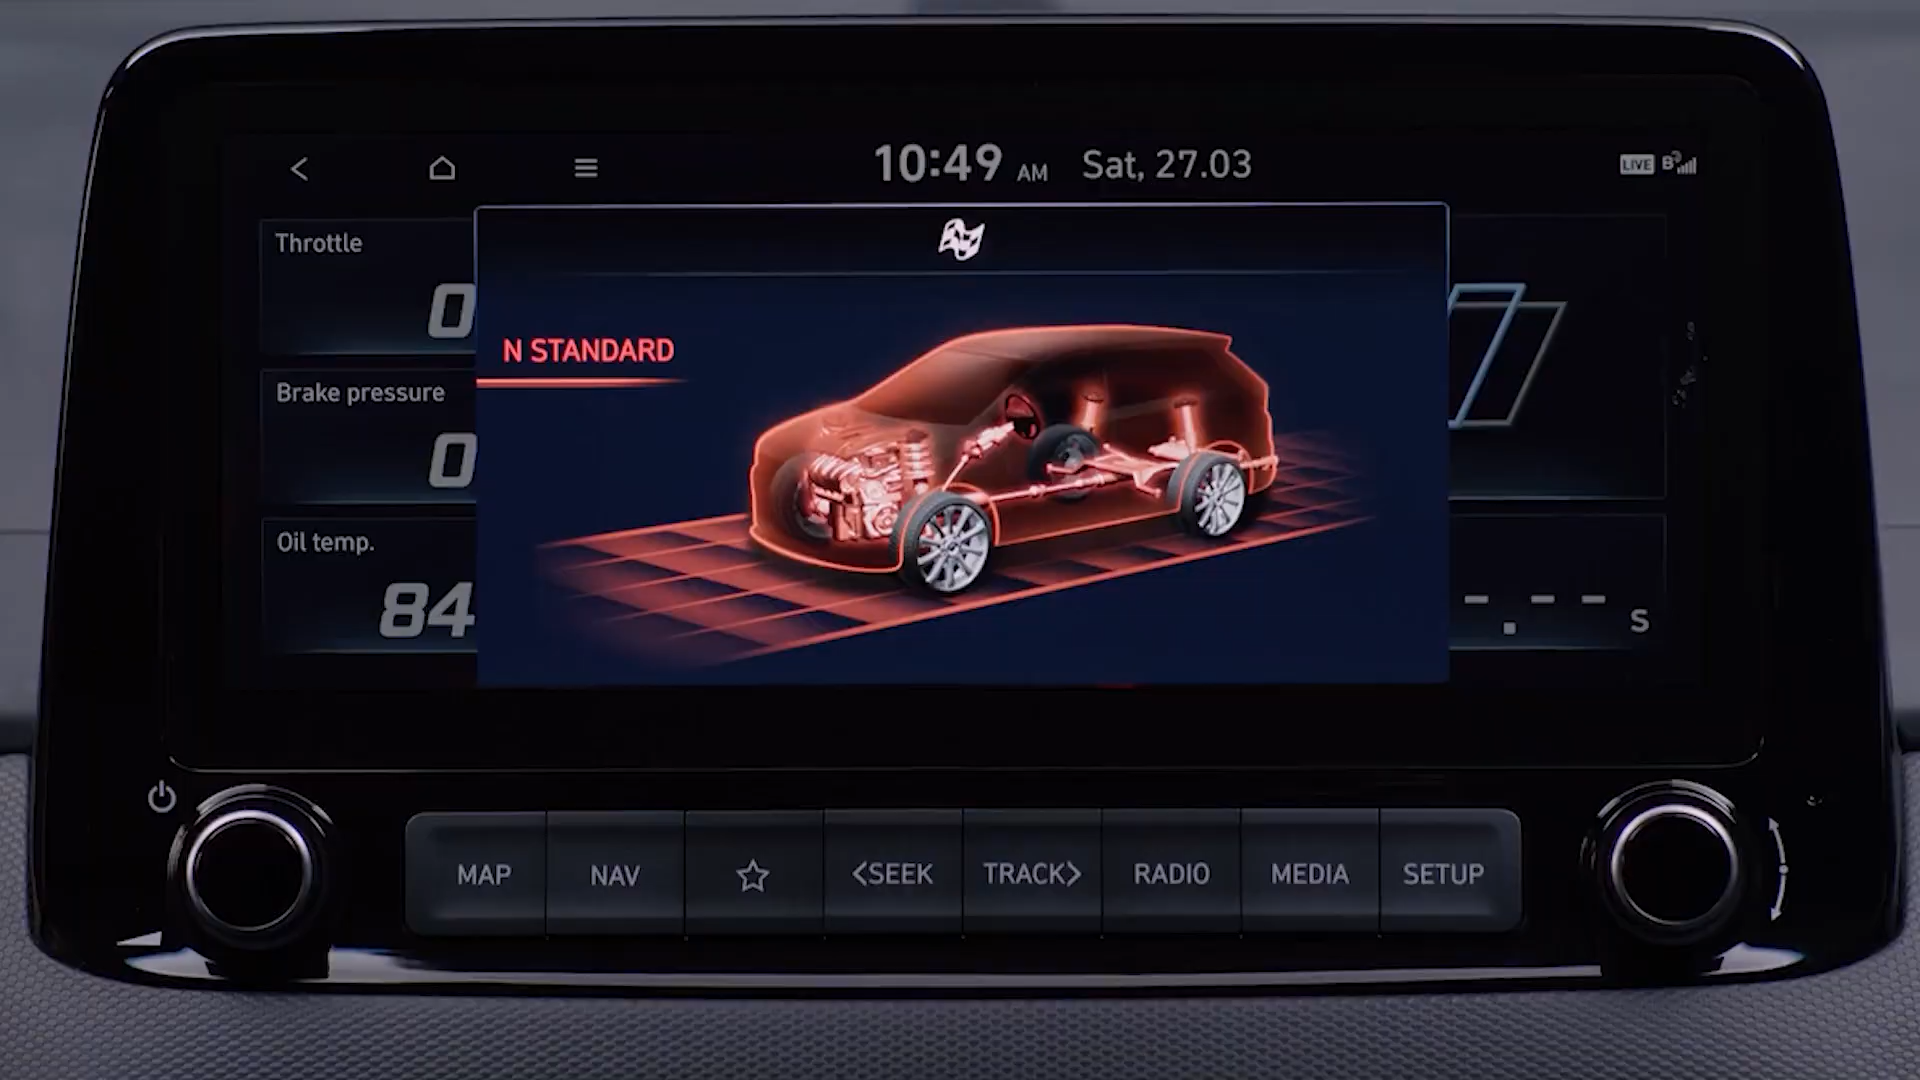 10:49 AM Sat, 27.03
LIVE B
Throttle
0
N STANDARD
Brake pressure
0
Oil temp.
84
- . - - S
MAP NAV <SEEK TRACK> RADIO MEDIA SETUP